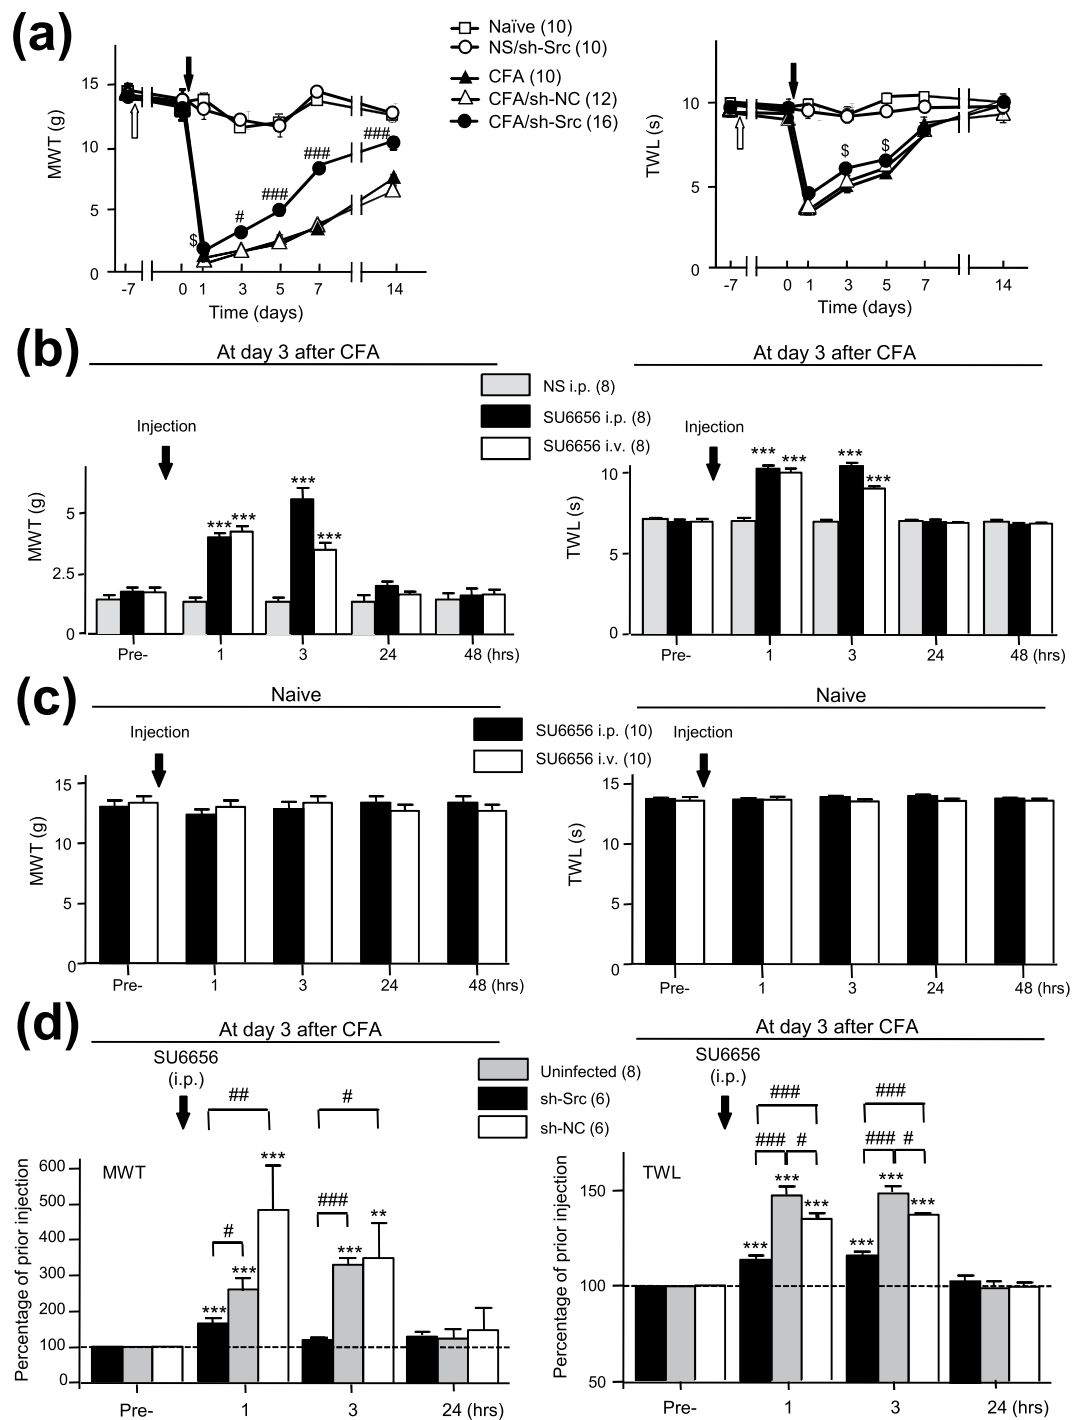 (a)
Naïve (10)
NS/sh-Src (10)
CFA (10)
CFA/sh-NC (12)
CFA/sh-Src (16)
MWT (g)
15
10
5
0
$
#
###
###
###
-7 0 1 3 5 7 14
Time (days)
TWL (s)
10
5
0
$ $
-7 0 1 3 5 7 14
Time (days)
(b)
At day 3 after CFA
At day 3 after CFA
NS i.p. (8)
SU6656 i.p. (8)
SU6656 i.v. (8)
Injection
MWT (g)
5
2.5
0
*** *** *** ***
Pre- 1 3 24 48 (hrs)
Injection
TWL (s)
10
5
0
*** *** *** ***
Pre- 1 3 24 48 (hrs)
(c)
Naive
Naive
SU6656 i.p. (10)
SU6656 i.v. (10)
Injection
MWT (g)
15
10
5
0
Pre- 1 3 24 48 (hrs)
Injection
TWL (s)
15
10
5
0
Pre- 1 3 24 48 (hrs)
(d)
At day 3 after CFA
At day 3 after CFA
Uninfected (8)
sh-Src (6)
sh-NC (6)
SU6656
(i.p.)
MWT
Percentage of prior injection
600
500
400
300
200
100
0
## #
# ###
*** *** *** *** **
Pre- 1 3 24 (hrs)
SU6656
(i.p.)
TWL
Percentage of prior injection
150
100
50
### ###
### # ### #
*** *** *** *** *** ***
Pre- 1 3 24 (hrs)